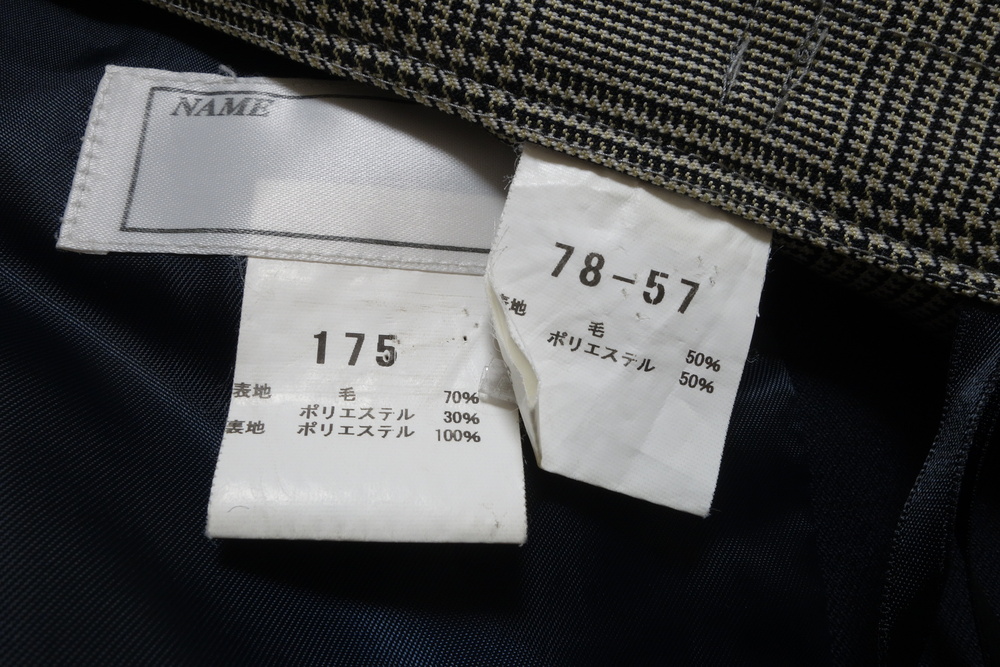 NAME
175
表地 毛 70%
ポリエステル 30%
裏地 ポリエステル 100%
78-57
表地
毛 50%
ポリエステル 50%